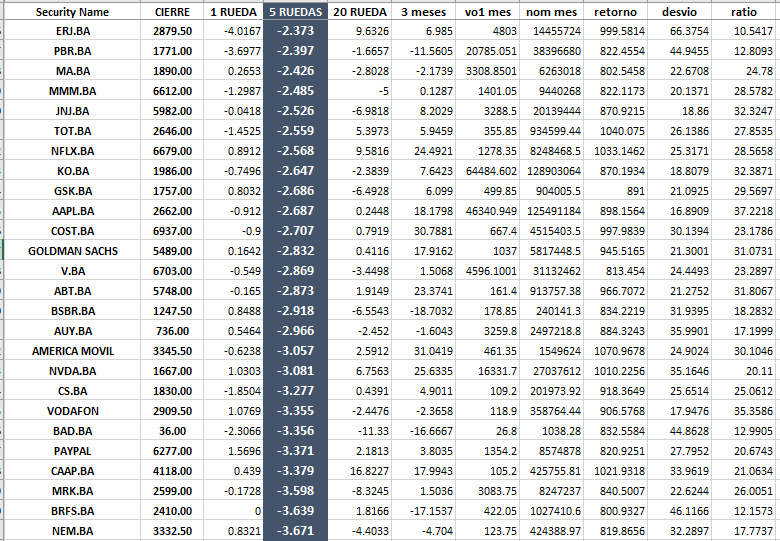 Security Name CIERRE 1 RUEDA 5 RUEDAS 20 RUEDA 3 meses vo1 mes nom mes retorno desvio ratio
ERJ.BA 2879.50 -4.0167 -2.373 9.6326 6.985 4803 14455724 999.5814 66.3754 10.5417
PBR.BA 1771.00 -3.6977 -2.397 -1.6657 -11.5605 20785.051 38396680 822.4554 44.9455 12.8093
MA.BA 1890.00 0.2653 -2.426 -2.8028 -2.1739 3308.8501 6263018 802.5458 22.6708 24.78
MMM.BA 6612.00 -1.2987 -2.485 -5 0.1287 1401.05 9440268 822.1173 20.1371 28.5782
JNJ.BA 5982.00 -0.0418 -2.526 -6.9818 8.2029 3288.5 20139444 870.9215 18.86 32.3247
TOT.BA 2646.00 -1.4525 -2.559 5.3973 5.9459 355.85 934599.44 1040.075 26.1386 27.8535
NFLX.BA 6679.00 0.8912 -2.568 9.5816 24.4921 1278.35 8248468.5 1033.1462 25.3171 28.5658
KO.BA 1986.00 -0.7496 -2.647 -2.3839 7.6423 64484.602 128903064 870.1934 18.8079 32.3871
GSK.BA 1757.00 0.8032 -2.686 -6.4928 6.099 499.85 904005.5 891 21.0925 29.5697
AAPL.BA 2662.00 -0.912 -2.687 0.2448 18.1798 46340.949 125491184 898.1564 16.8909 37.2218
COST.BA 6937.00 -0.9 -2.707 0.7919 30.7881 667.4 4515403.5 997.9839 30.1394 23.1786
GOLDMAN SACHS 5489.00 0.1642 -2.832 0.4116 17.9162 1037 5817448.5 945.5165 21.3001 31.0731
V.BA 6703.00 -0.549 -2.869 -3.4498 1.5068 4596.1001 31132462 813.454 24.4493 23.2897
ABT.BA 5748.00 -0.165 -2.873 1.9149 23.3741 161.4 913757.38 966.7072 21.2752 31.8067
BSBR.BA 1247.50 0.8488 -2.918 -6.5543 -18.7032 178.85 240141.3 834.2219 31.9395 18.2832
AUY.BA 736.00 0.5464 -2.966 -2.452 -1.6043 3259.8 2497218.8 884.3243 35.9901 17.1999
AMERICA MOVIL 3345.50 -0.6238 -3.057 2.5912 31.0419 461.35 1549624 1070.9678 24.9024 30.1046
NVDA.BA 1667.00 1.0303 -3.081 6.7563 25.6335 16331.7 27037612 1010.2256 35.1646 20.11
CS.BA 1830.00 -1.8504 -3.277 0.4391 4.9011 109.2 201973.92 918.3649 25.6514 25.0612
VODAFON 2909.50 1.0769 -3.355 -2.4476 -2.3658 118.9 358764.44 906.5768 17.9476 35.3586
BAD.BA 36.00 -2.3066 -3.356 -11.33 -16.6667 26.8 1038.28 832.5584 44.8628 12.9905
PAYPAL 6277.00 1.5696 -3.371 2.1813 3.8035 1354.2 8574878 820.9251 27.7952 20.6743
CAAP.BA 4118.00 0.439 -3.379 16.8227 17.9943 105.2 425755.81 1021.9318 33.9619 21.0634
MRK.BA 2599.00 -0.1728 -3.598 -8.3245 1.5036 3083.75 8247237 840.5007 22.6244 26.0051
BRFS.BA 2410.00 0 -3.639 1.8166 -17.1537 422.05 1027410.6 800.9327 46.1166 12.1573
NEM.BA 3332.50 0.8321 -3.671 -4.4033 -4.704 123.75 424388.97 819.8656 32.2897 17.7737